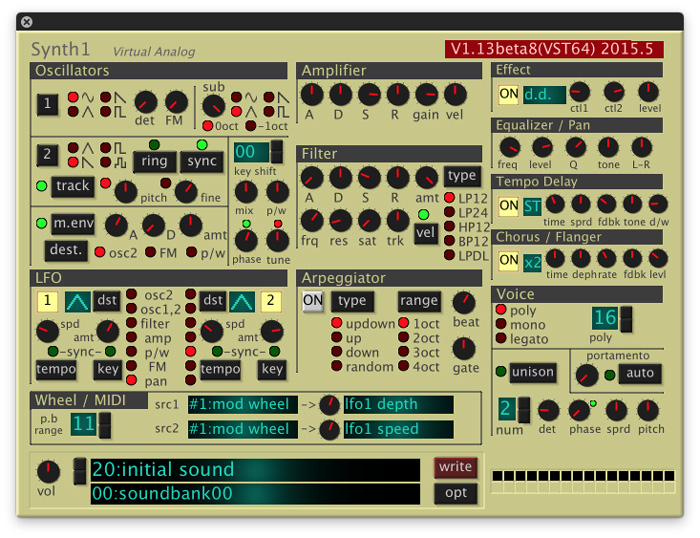 Synth1 Virtual Analog
V1.13beta8(VST64) 2015.5
Oscillators
1
det FM
sub
0oct -1oct
2
ring sync
track
pitch fine
00
key shift
mix p/w
phase tune
m.env
A D amt
dest.
osc2 FM p/w
Amplifier
A D S R gain vel
Filter
A D S R amt
frq res sat trk
type
LP12
LP24
HP12
BP12
LPDL
vel
Effect
ON d.d.
ctl1 ctl2 level
Equalizer / Pan
freq level Q tone L-R
Tempo Delay
ON ST
time sprd fdbk tone d/w
Chorus / Flanger
ON x2
time deph rate fdbk levl
LFO
1 dst
spd amt
-sync-
tempo key
osc2
osc1,2
filter
amp
p/w
FM
pan
dst 2
spd amt
-sync-
tempo key
Arpeggiator
ON type range
updown
up
down
random
1oct
2oct
3oct
4oct
beat
gate
Voice
poly
mono
legato
16
poly
unison
portamento
auto
2
num det phase sprd pitch
Wheel / MIDI
p.b
range
11
src1 #1:mod wheel -> lfo1 depth
src2 #1:mod wheel -> lfo1 speed
vol
20:initial sound
00:soundbank00
write
opt